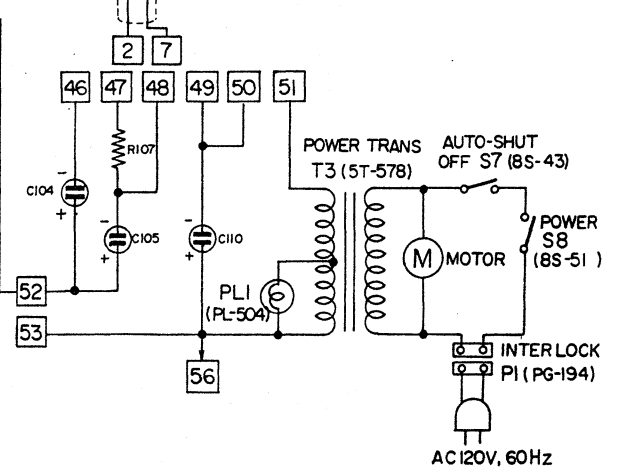 2 7
46 47 48 49 50 51
R107
POWER TRANS
T3 (5T-578)
AUTO-SHUT
OFF S7 (8S-43)
- C104 +
- C105 +
- C110 +
POWER
S8
(8S-51 )
M MOTOR
52
PL1
(PL-504)
53
56
INTERLOCK
P1 (PG-194)
AC120V, 60Hz